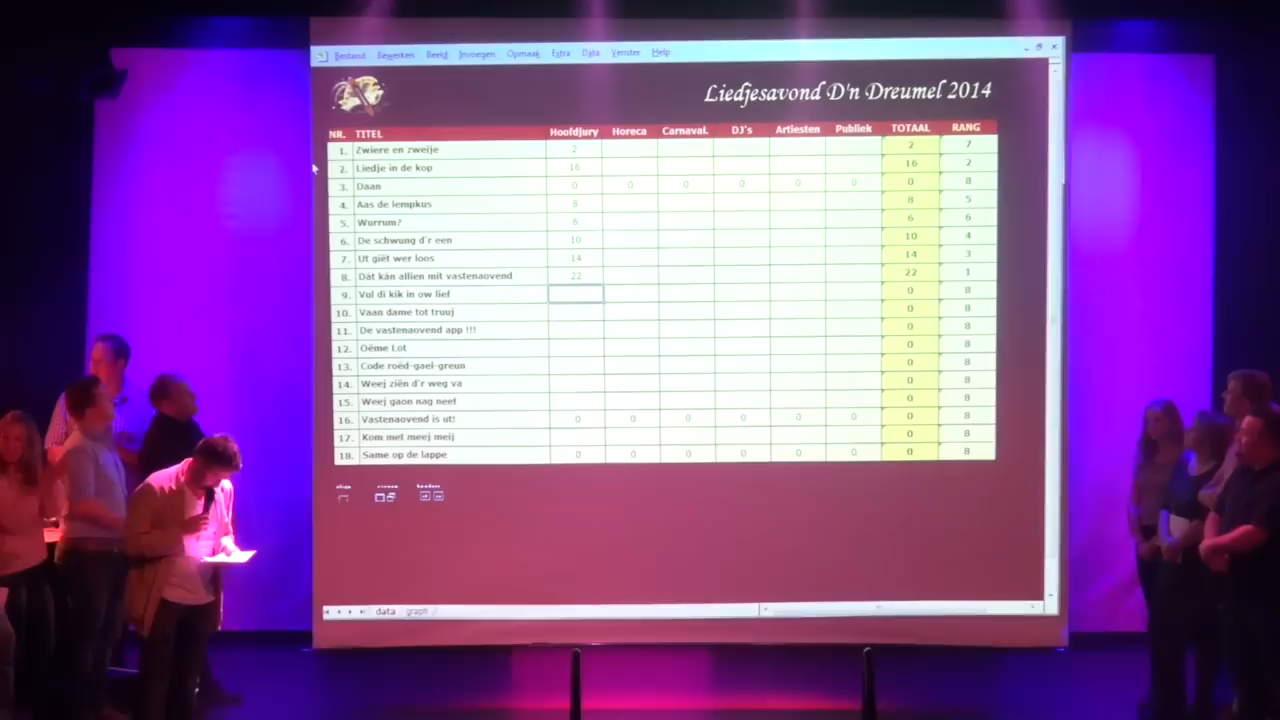 Bestand Bewerken Beeld Invoegen Opmaak Extra Data Venster Help
Liedjesavond D'n Dreumel 2014
NR. TITEL Hoofdjury Horeca Carnaval. DJ's Artiesten Publiek TOTAAL RANG
1. Zwiere en zweije 2 2 7
2. Liedje in de kop 16 16 2
3. Daan 0 0 0 0 0 0 0 8
4. Aas de lempkus 8 8 5
5. Wurrum? 6 6 6
6. De schwung d'r een 10 10 4
7. Ut giët wer loos 14 14 3
8. Dát kán allien mit vastenaovend 22 22 1
9. Vul di kik in ow lief 0 8
10. Vaan dame tot truuj 0 8
11. De vastenaovend app !!! 0 8
12. Oëme Lot 0 8
13. Code roëd-gael-greun 0 8
14. Weej ziën d'r weg va 0 8
15. Weej gaon nag neet 0 8
16. Vastenaovend is ut! 0 0 0 0 0 0 0 8
17. Kom met meej meij 0 8
18. Same op de lappe 0 0 0 0 0 0 0 8
data graph